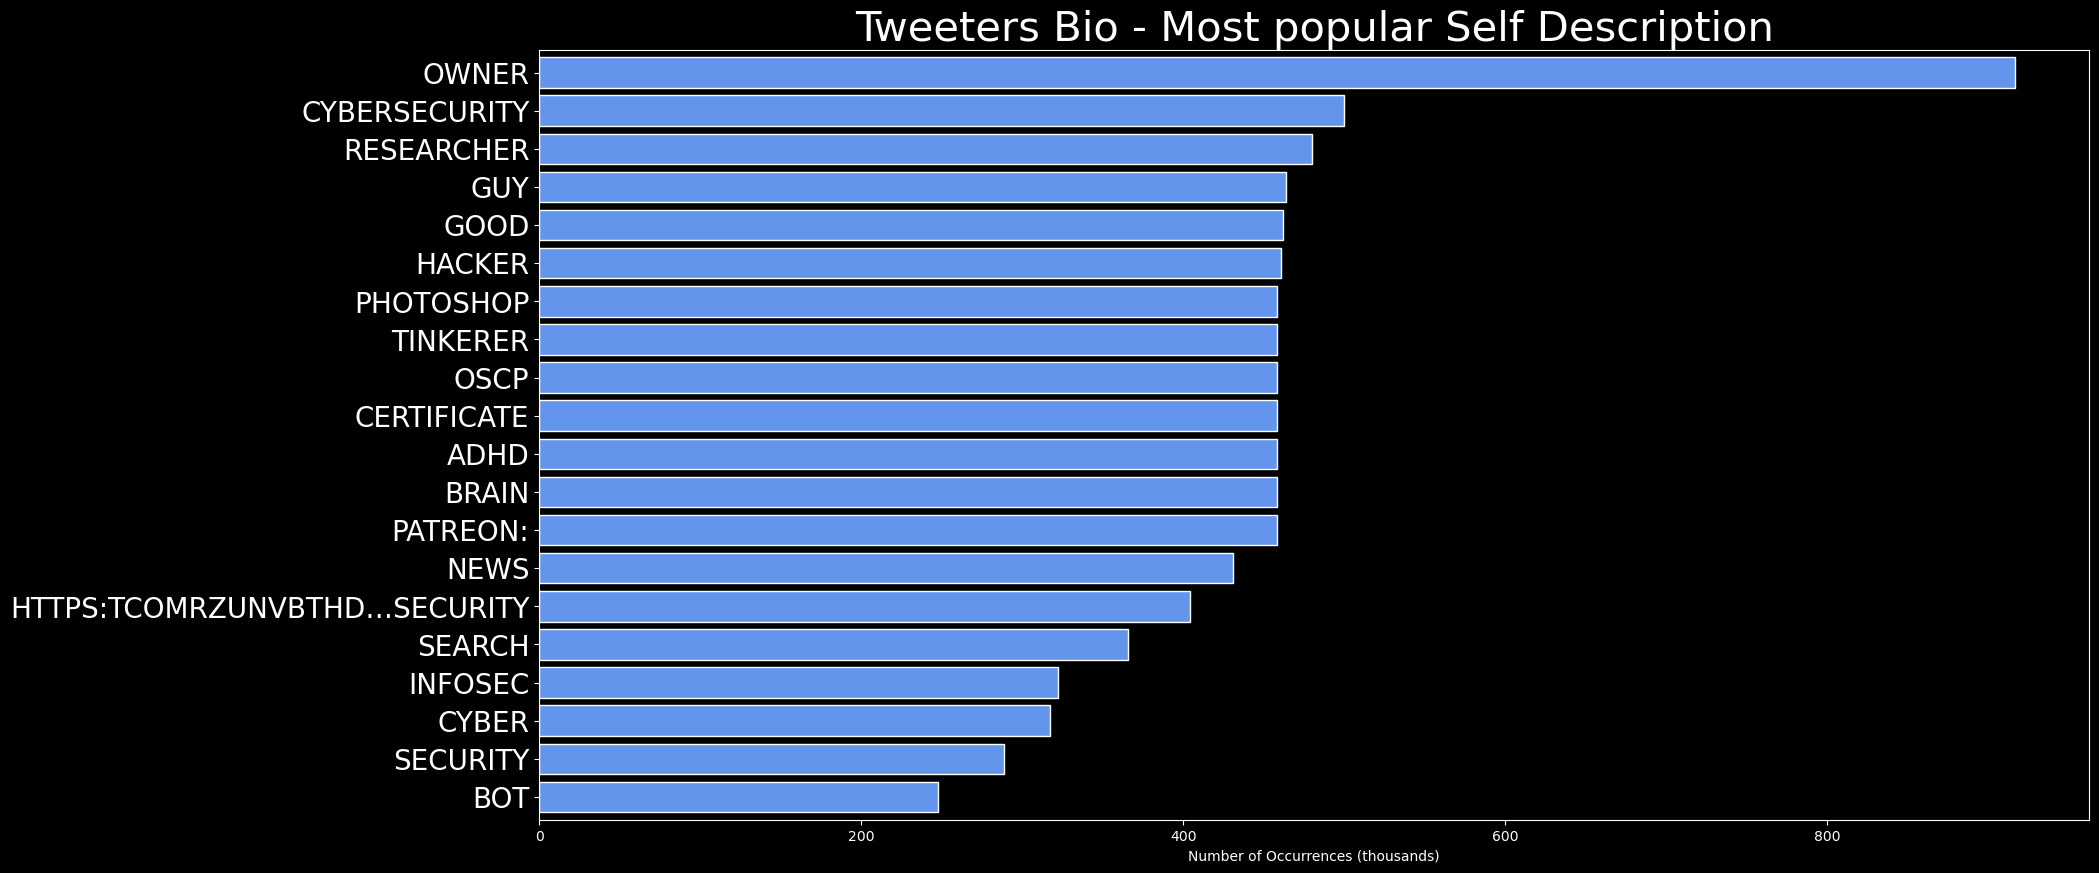 Tweeters Bio - Most popular Self Description
OWNER
CYBERSECURITY
RESEARCHER
GUY
GOOD
HACKER
PHOTOSHOP
TINKERER
OSCP
CERTIFICATE
ADHD
BRAIN
PATREON:
NEWS
HTTPS:TCOMRZUNVBTHD...SECURITY
SEARCH
INFOSEC
CYBER
SECURITY
BOT
0 200 400 600 800
Number of Occurrences (thousands)